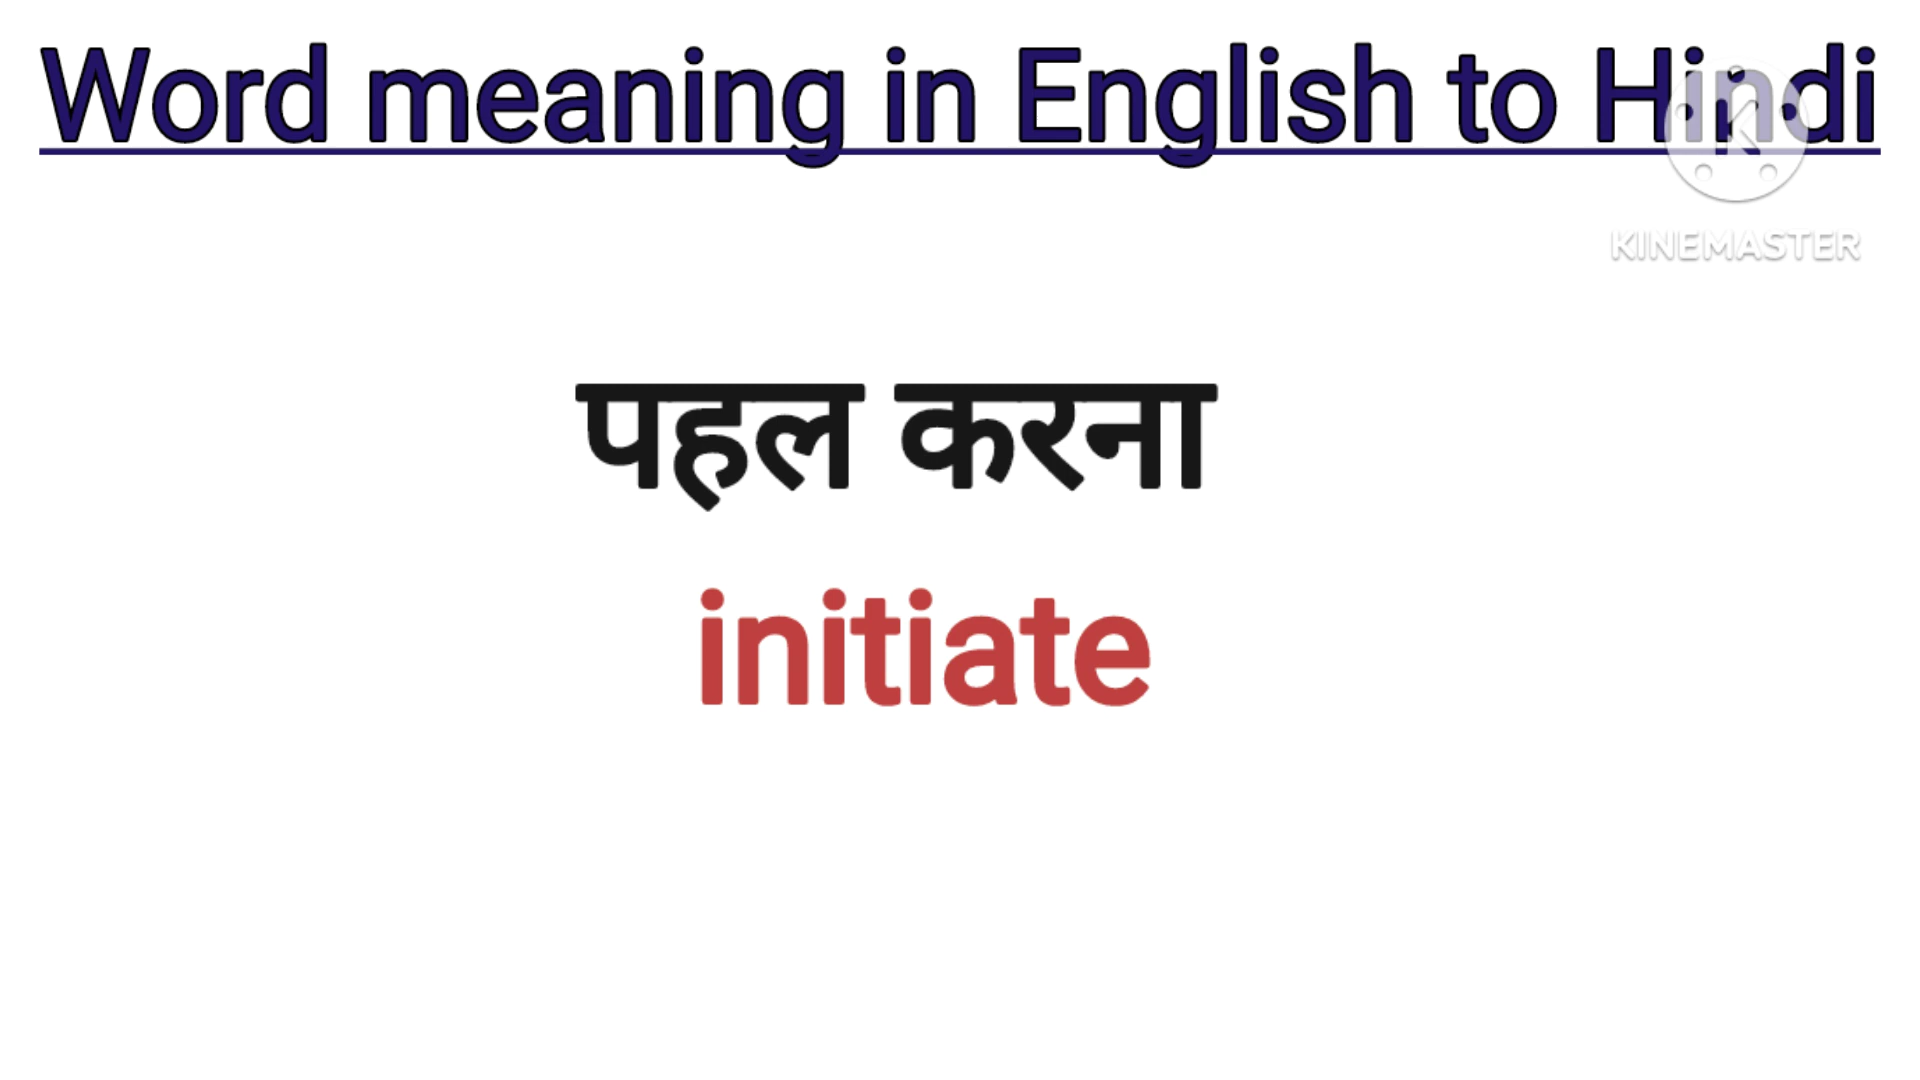 Word meaning in English to Hindi
KINEMASTER
पहल करना
initiate